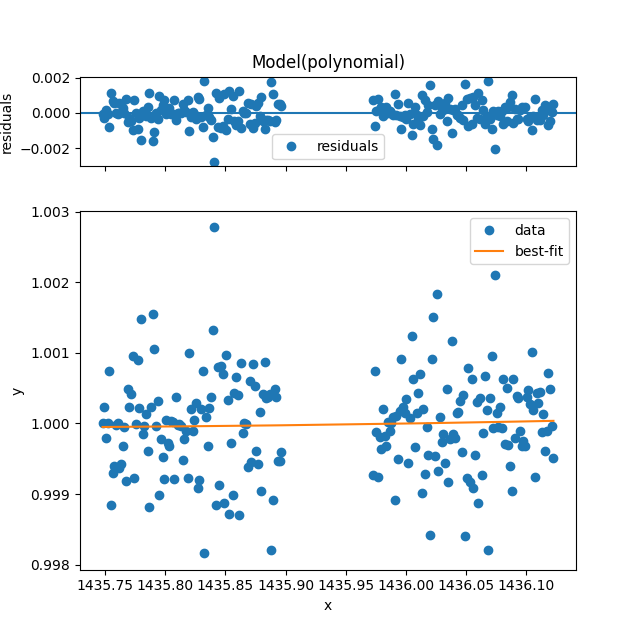 Model(polynomial)
0.002
0.000
−0.002
residuals
residuals
1.003
1.002
1.001
1.000
0.999
0.998
y
data
best-fit
1435.75 1435.80 1435.85 1435.90 1435.95 1436.00 1436.05 1436.10
x